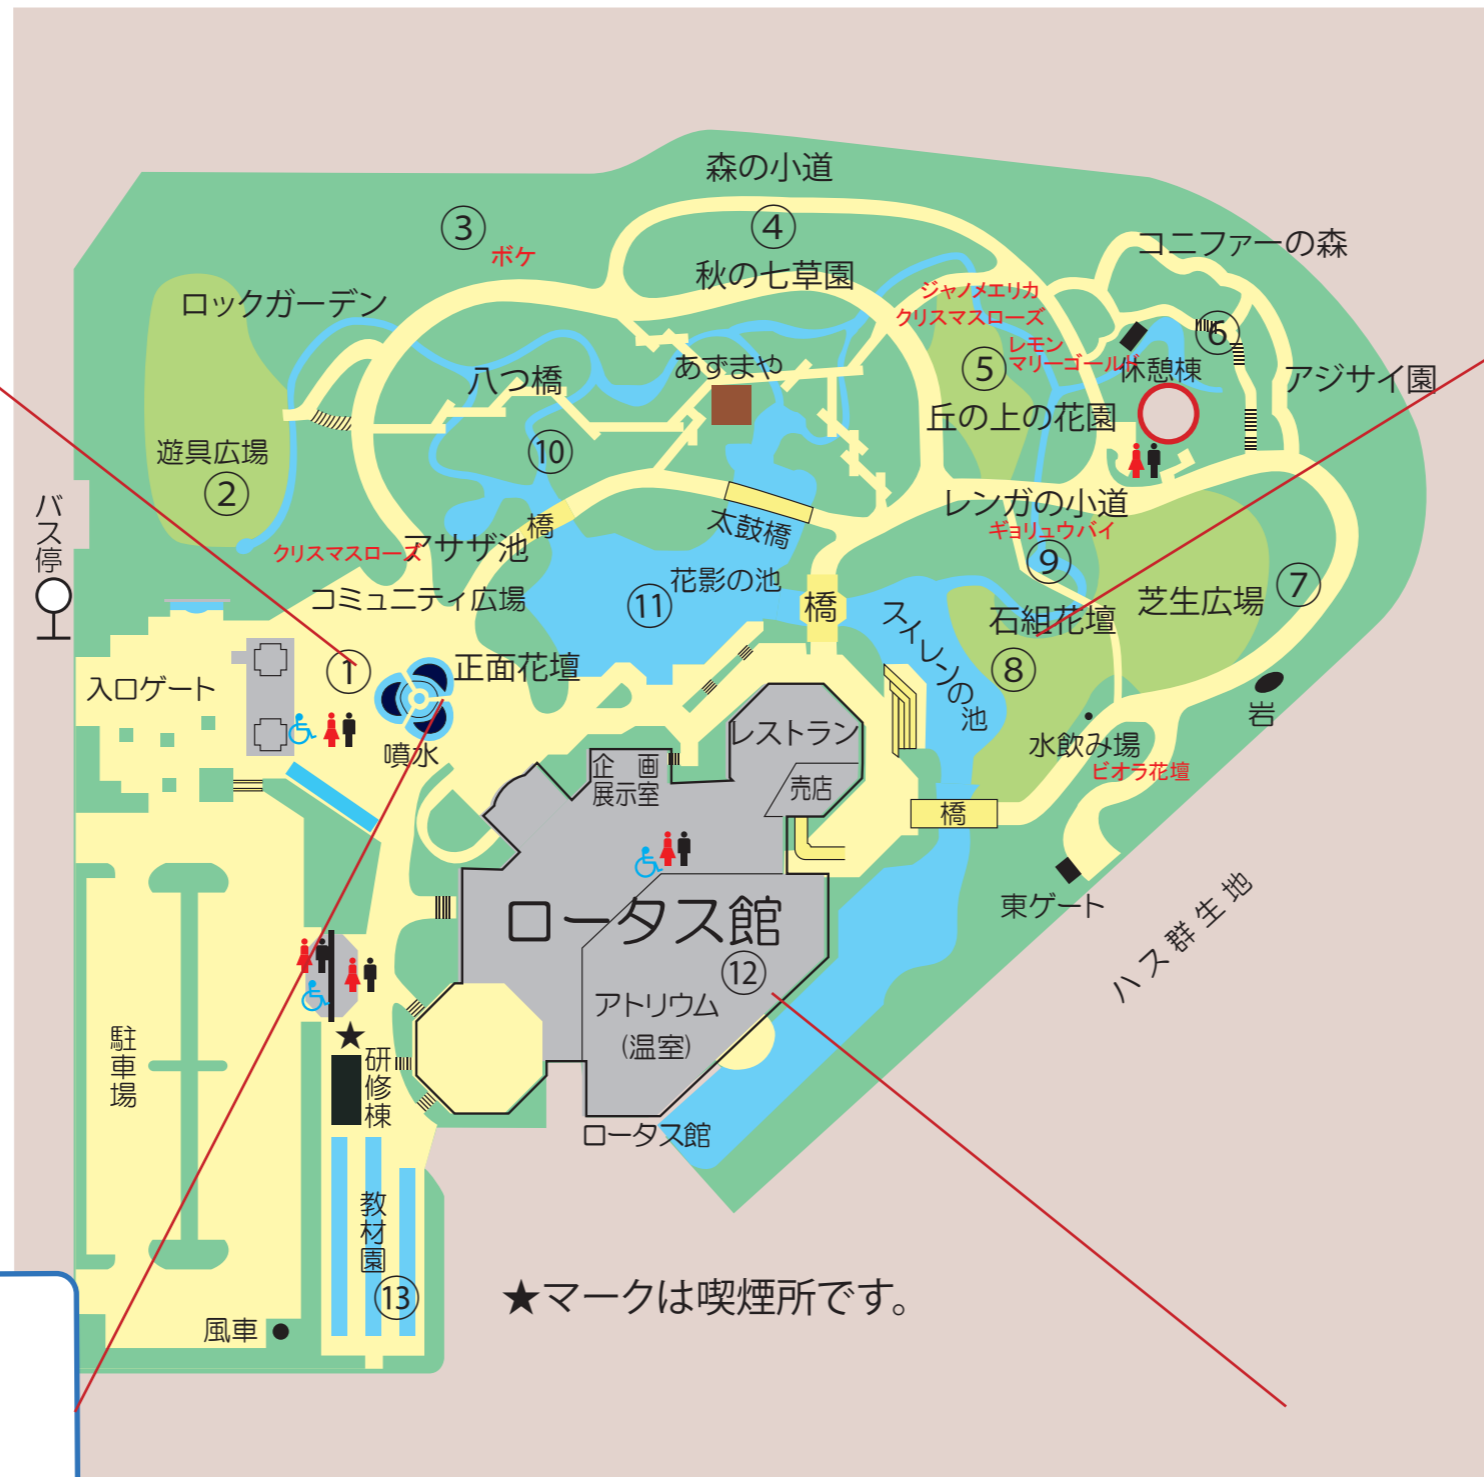 森の小道
③
④
ボケ
コニファーの森
秋の七草園
ロックガーデン
ジャノメエリカ
クリスマスローズ
⑥
レモン
マリーゴールド
⑤
休憩棟
あずまや
八つ橋
アジサイ園
丘の上の花園
遊具広場
②
⑩
バス停
レンガの小道
ギョリュウバイ
太鼓橋
橋
アサザ池
クリスマスローズ
⑨
花影の池
⑪
コミュニティ広場
橋
スイレンの池
石組花壇
芝生広場
⑦
①
正面花壇
⑧
入口ゲート
岩
噴水
レストラン
水飲み場
ビオラ花壇
企画
展示室
売店
橋
東ゲート
ハス群生地
ロータス館
⑫
アトリウム
(温室)
駐車場
★
研修棟
ロータス館
教材園
⑬
★マークは喫煙所です。
風車